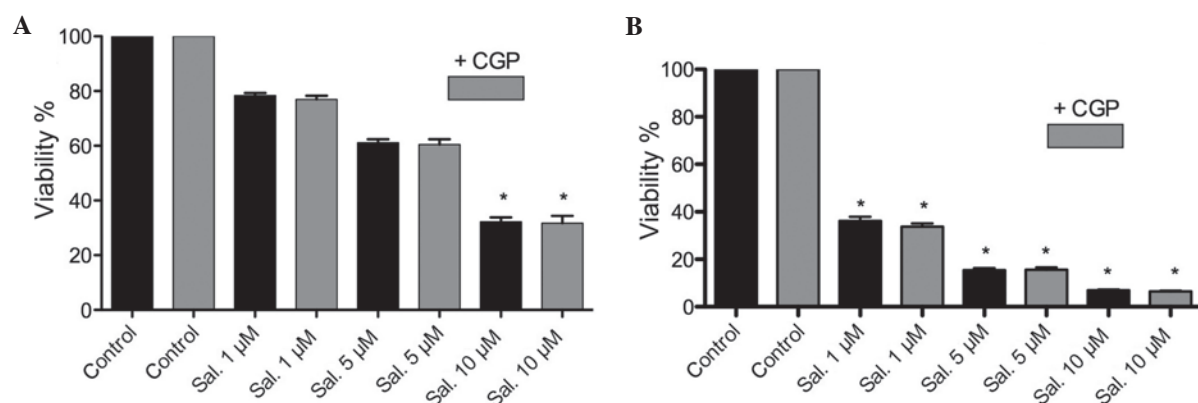 A
Viability %
100
80
60
40
20
0
+ CGP
*
*
Control
Control
Sal. 1 µM
Sal. 1 µM
Sal. 5 µM
Sal. 5 µM
Sal. 10 µM
Sal. 10 µM
B
Viability %
100
80
60
40
20
0
+ CGP
*
*
*
*
*
*
Control
Control
Sal. 1 µM
Sal. 1 µM
Sal. 5 µM
Sal. 5 µM
Sal. 10 µM
Sal. 10 µM